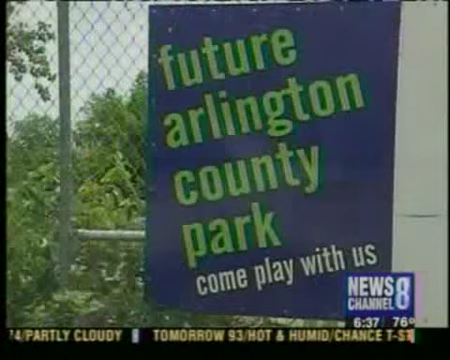 future
arlington
county
park
come play with us
NEWS
CHANNEL 8
6:37 76°
74/PARTLY CLOUDY TOMORROW 93/HOT & HUMID/CHANCE T-ST